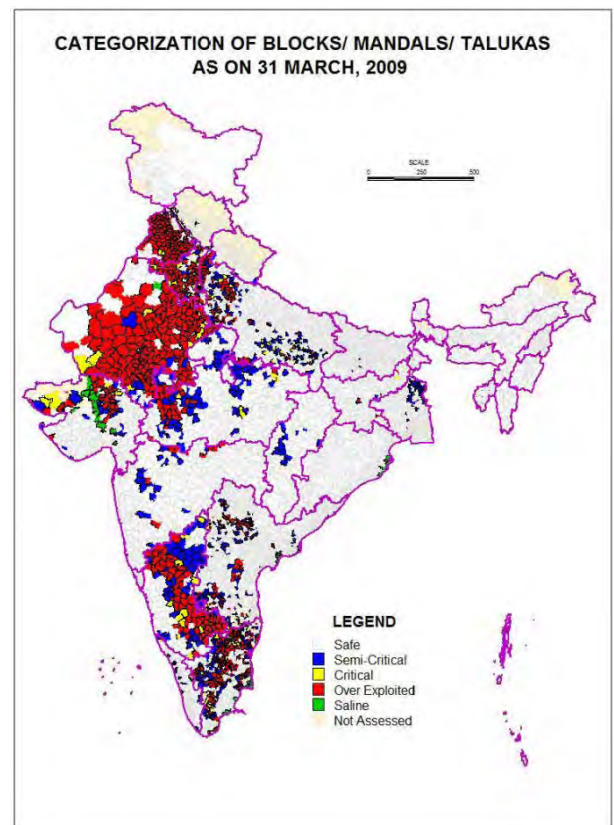 CATEGORIZATION OF BLOCKS/ MANDALS/ TALUKAS
AS ON 31 MARCH, 2009
SCALE
0 250 500
LEGEND
Safe
Semi-Critical
Critical
Over Exploited
Saline
Not Assessed